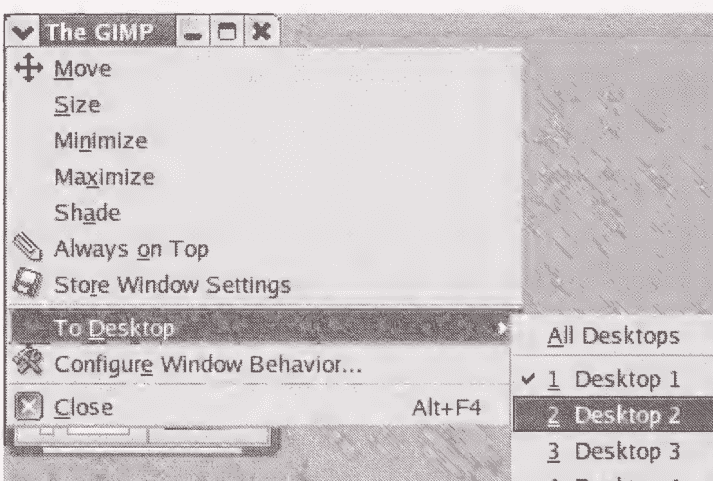 The GIMP
Move
Size
Minimize
Maximize
Shade
Always on Top
Store Window Settings
To Desktop
Configure Window Behavior...
Close Alt+F4
All Desktops
1 Desktop 1
2 Desktop 2
3 Desktop 3